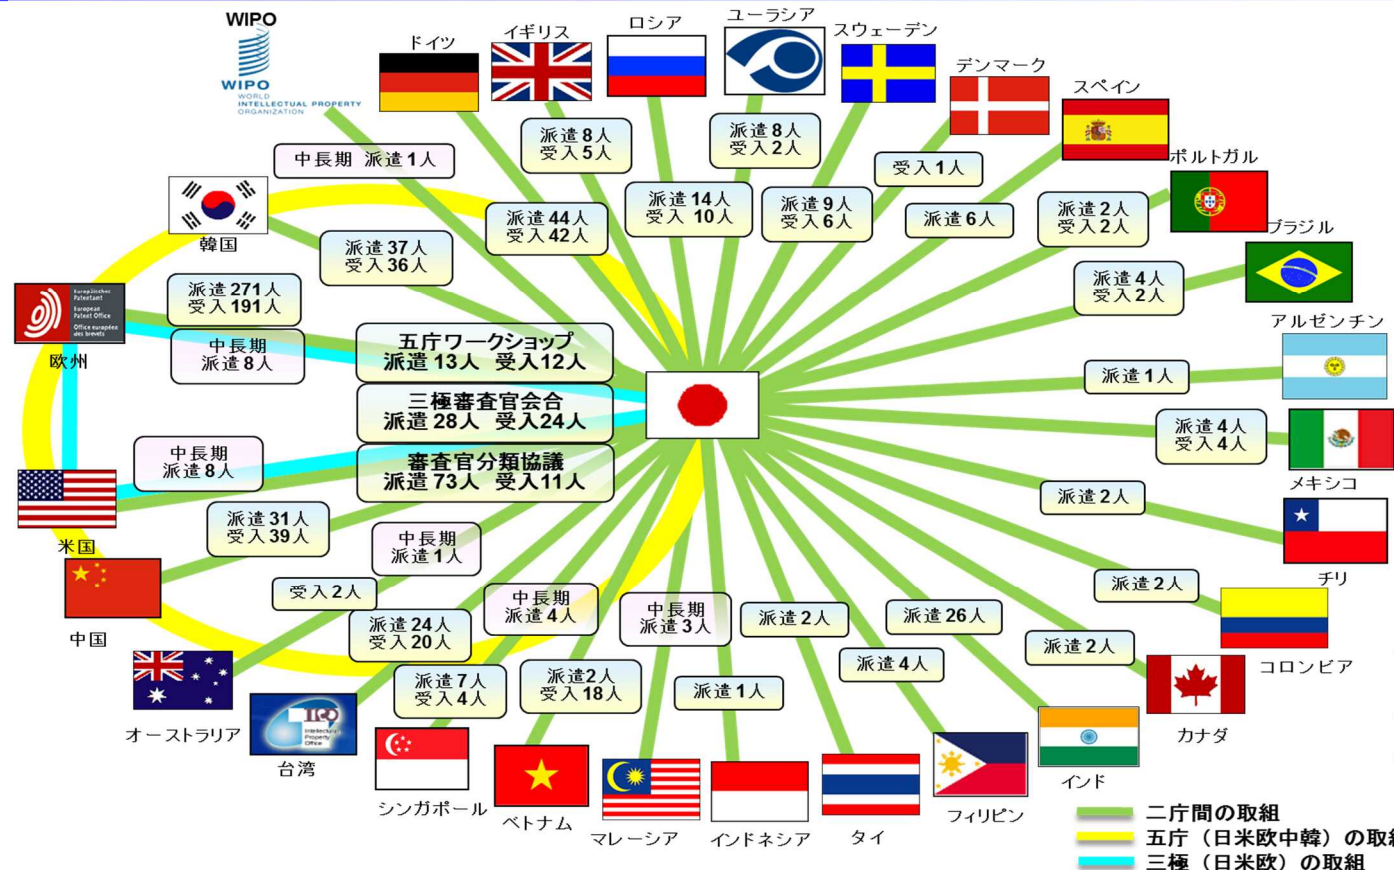 WIPO
WIPO
WORLD
INTELLECTUAL PROPERTY
ORGANIZATION
ドイツ
イギリス
ロシア
ユーラシア
スウェーデン
デンマーク
スペイン
ポルトガル
ブラジル
アルゼンチン
メキシコ
チリ
コロンビア
カナダ
インド
フィリピン
タイ
インドネシア
マレーシア
ベトナム
シンガポール
台湾
オーストラリア
中国
米国
欧州
韓国
Europäisches
Patentamt
European
Patent Office
Office européen
des brevets
Intellectual
Property
Office
中長期 派遣1人
派遣8人
受入5人
派遣8人
受入2人
受入1人
派遣14人
受入 10人
派遣9人
受入6人
派遣6人
派遣2人
受入2人
派遣44人
受入42人
派遣37人
受入36人
派遣4人
受入2人
派遣271人
受入191人
中長期
派遣8人
五庁ワークショップ
派遣13人 受入12人
三極審査官会合
派遣28人 受入24人
審査官分類協議
派遣73人 受入11人
派遣1人
派遣4人
受入4人
中長期
派遣8人
派遣2人
派遣31人
受入39人
中長期
派遣1人
受入2人
派遣24人
受入20人
中長期
派遣4人
中長期
派遣3人
派遣2人
派遣26人
派遣2人
派遣2人
派遣4人
派遣7人
受入4人
派遣2人
受入18人
派遣1人
二庁間の取組
五庁（日米欧中韓）の取組
三極（日米欧）の取組